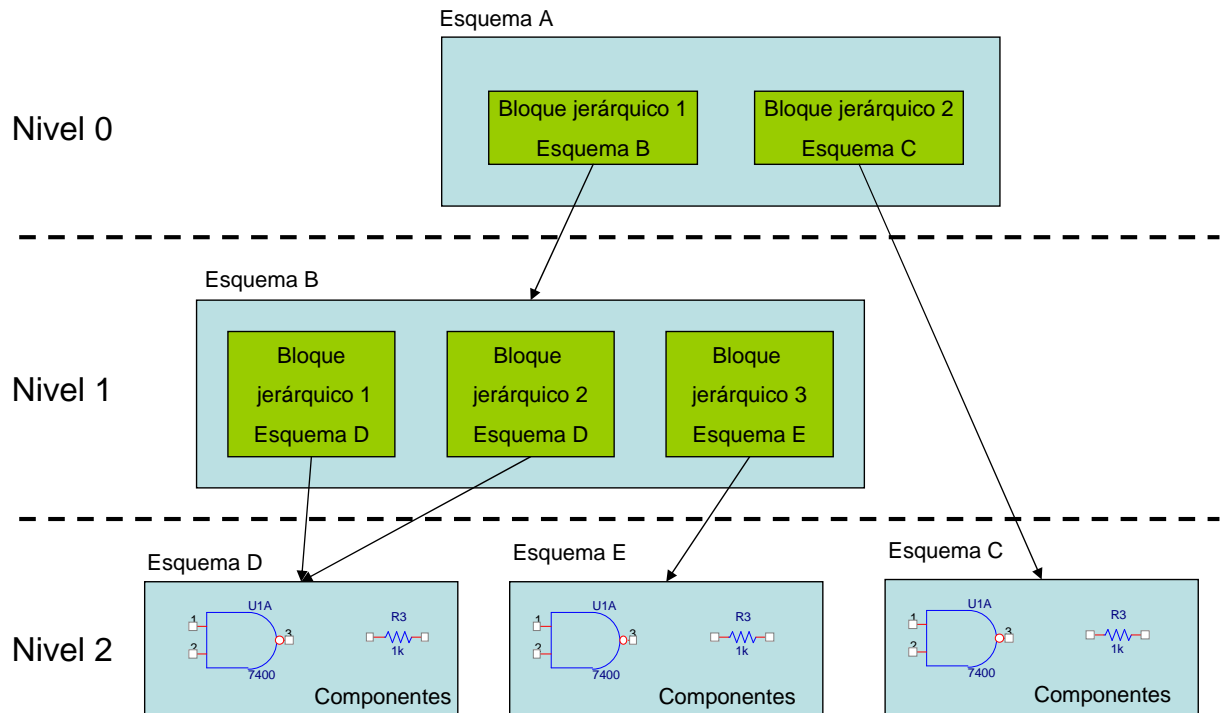 Esquema A
Nivel 0
Bloque jerárquico 1
Esquema B
Bloque jerárquico 2
Esquema C
Esquema B
Nivel 1
Bloque
jerárquico 1
Esquema D
Bloque
jerárquico 2
Esquema D
Bloque
jerárquico 3
Esquema E
Nivel 2
Esquema D
U1A
1
2
3
7400
R3
1k
Componentes
Esquema E
U1A
1
2
3
7400
R3
1k
Componentes
Esquema C
U1A
1
2
3
7400
R3
1k
Componentes